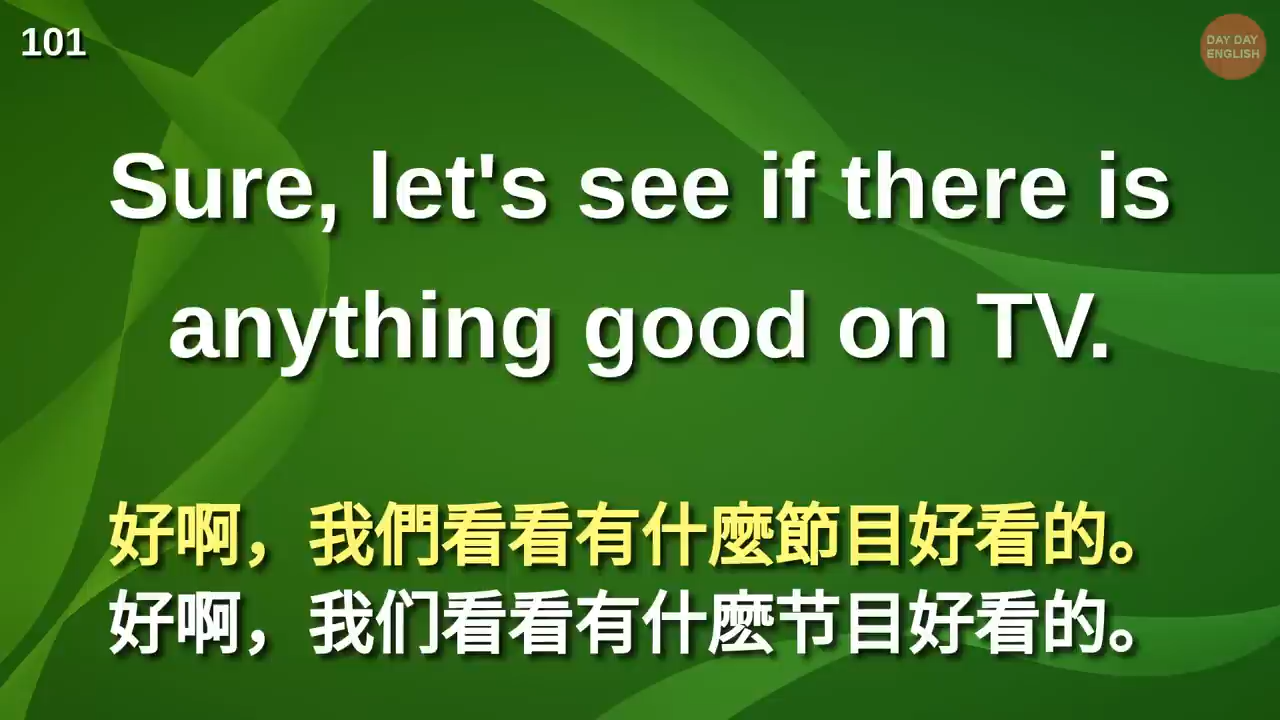 101
DAY DAY
ENGLISH
Sure, let's see if there is
anything good on TV.
好啊，我們看看有什麼節目好看的。
好啊，我们看看有什麽节目好看的。